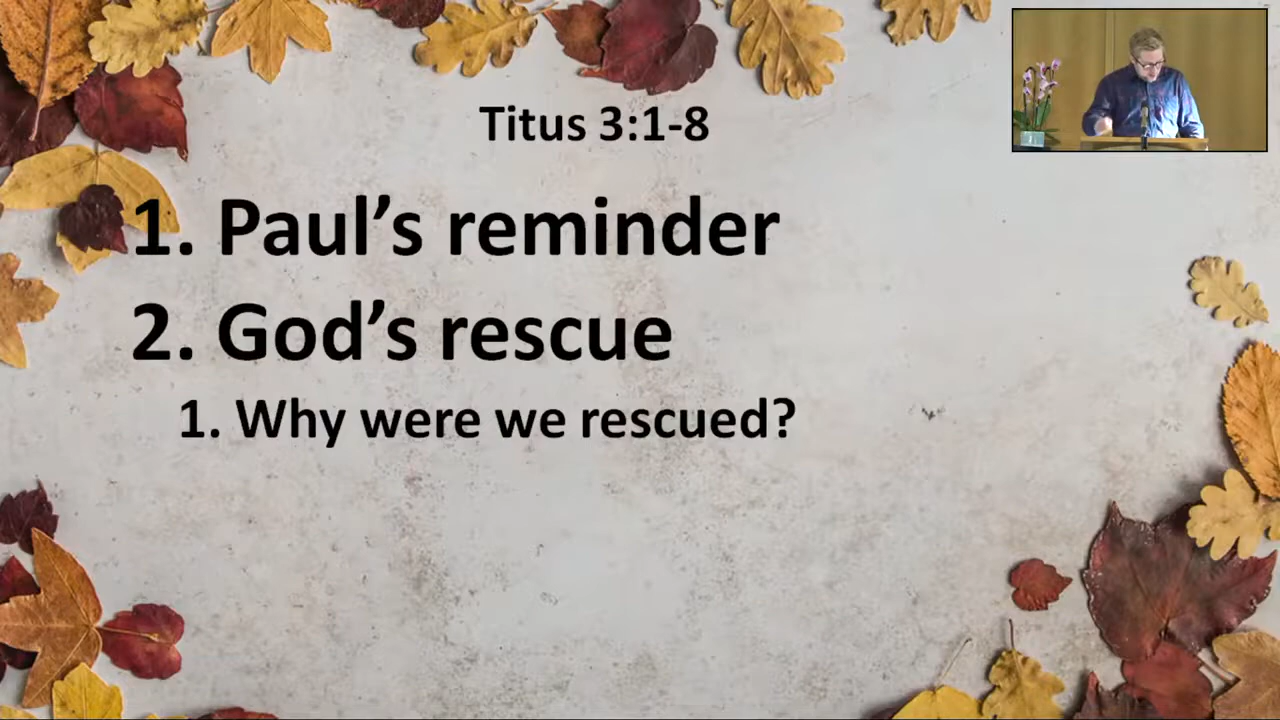 Titus 3:1-8
1. Paul’s reminder
2. God’s rescue
1. Why were we rescued?